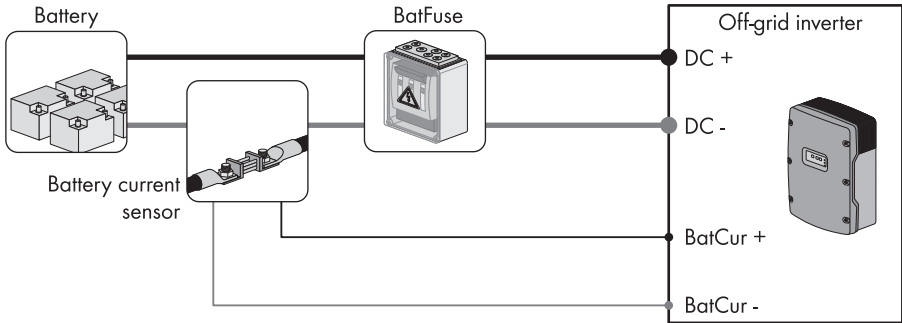 Battery
BatFuse
Off-grid inverter
DC +
DC -
Battery current
sensor
BatCur +
BatCur -